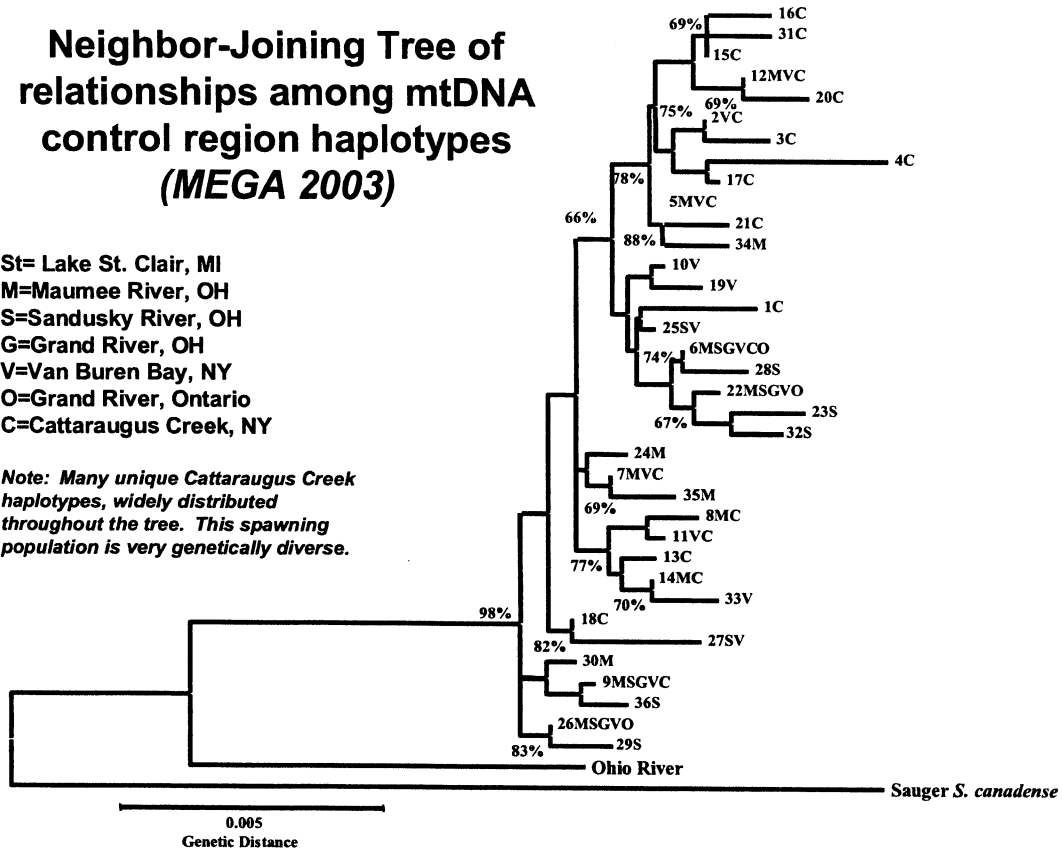 Neighbor-Joining Tree of
relationships among mtDNA
control region haplotypes
(MEGA 2003)
St= Lake St. Clair, MI
M=Maumee River, OH
S=Sandusky River, OH
G=Grand River, OH
V=Van Buren Bay, NY
O=Grand River, Ontario
C=Cattaraugus Creek, NY
Note: Many unique Cattaraugus Creek
haplotypes, widely distributed
throughout the tree. This spawning
population is very genetically diverse.
16C
69%
31C
15C
12MVC
20C
69%
75%
2VC
3C
4C
17C
78%
5MVC
66%
21C
88%
34M
10V
19V
1C
25SV
6MSGVCO
74%
28S
22MSGVO
23S
67%
32S
24M
7MVC
35M
69%
8MC
11VC
13C
77%
14MC
33V
70%
98%
18C
27SV
82%
30M
9MSGVC
36S
26MSGVO
29S
83%
Ohio River
Sauger S. canadense
0.005
Genetic Distance